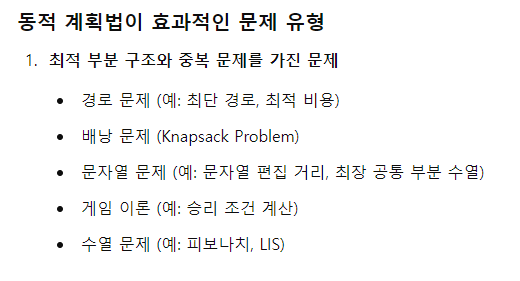 동적 계획법이 효과적인 문제 유형
1. 최적 부분 구조와 중복 문제를 가진 문제
• 경로 문제 (예: 최단 경로, 최적 비용)
• 배낭 문제 (Knapsack Problem)
• 문자열 문제 (예: 문자열 편집 거리, 최장 공통 부분 수열)
• 게임 이론 (예: 승리 조건 계산)
• 수열 문제 (예: 피보나치, LIS)